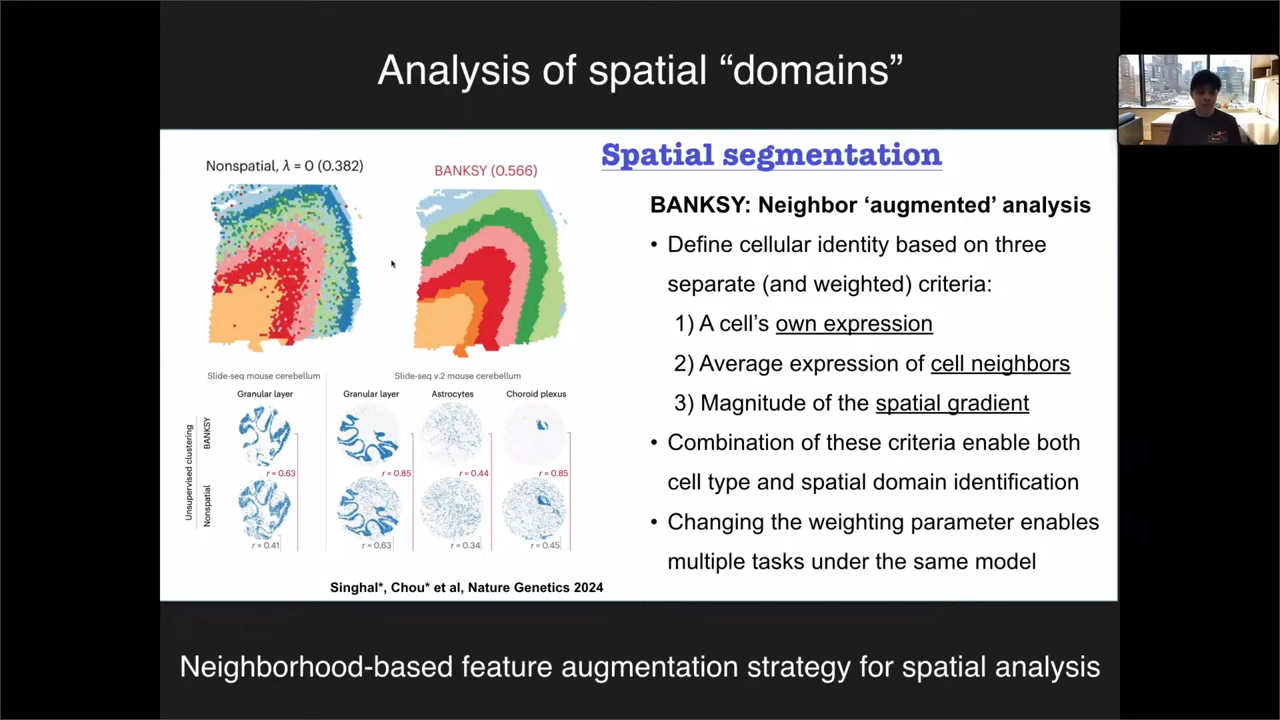 Analysis of spatial “domains”
Nonspatial, λ = 0 (0.382)
BANKSY (0.566)
Slide-seq mouse cerebellum
Slide-seq v.2 mouse cerebellum
Granular layer
Granular layer
Astrocytes
Choroid plexus
Unsupervised clustering
BANKSY
r = 0.63
r = 0.85
r = 0.44
r = 0.85
Nonspatial
r = 0.41
r = 0.63
r = 0.34
r = 0.45
Singhal*, Chou* et al, Nature Genetics 2024
Spatial segmentation
BANKSY: Neighbor ‘augmented’ analysis
• Define cellular identity based on three
separate (and weighted) criteria:
1) A cell’s own expression
2) Average expression of cell neighbors
3) Magnitude of the spatial gradient
• Combination of these criteria enable both
cell type and spatial domain identification
• Changing the weighting parameter enables
multiple tasks under the same model
Neighborhood-based feature augmentation strategy for spatial analysis